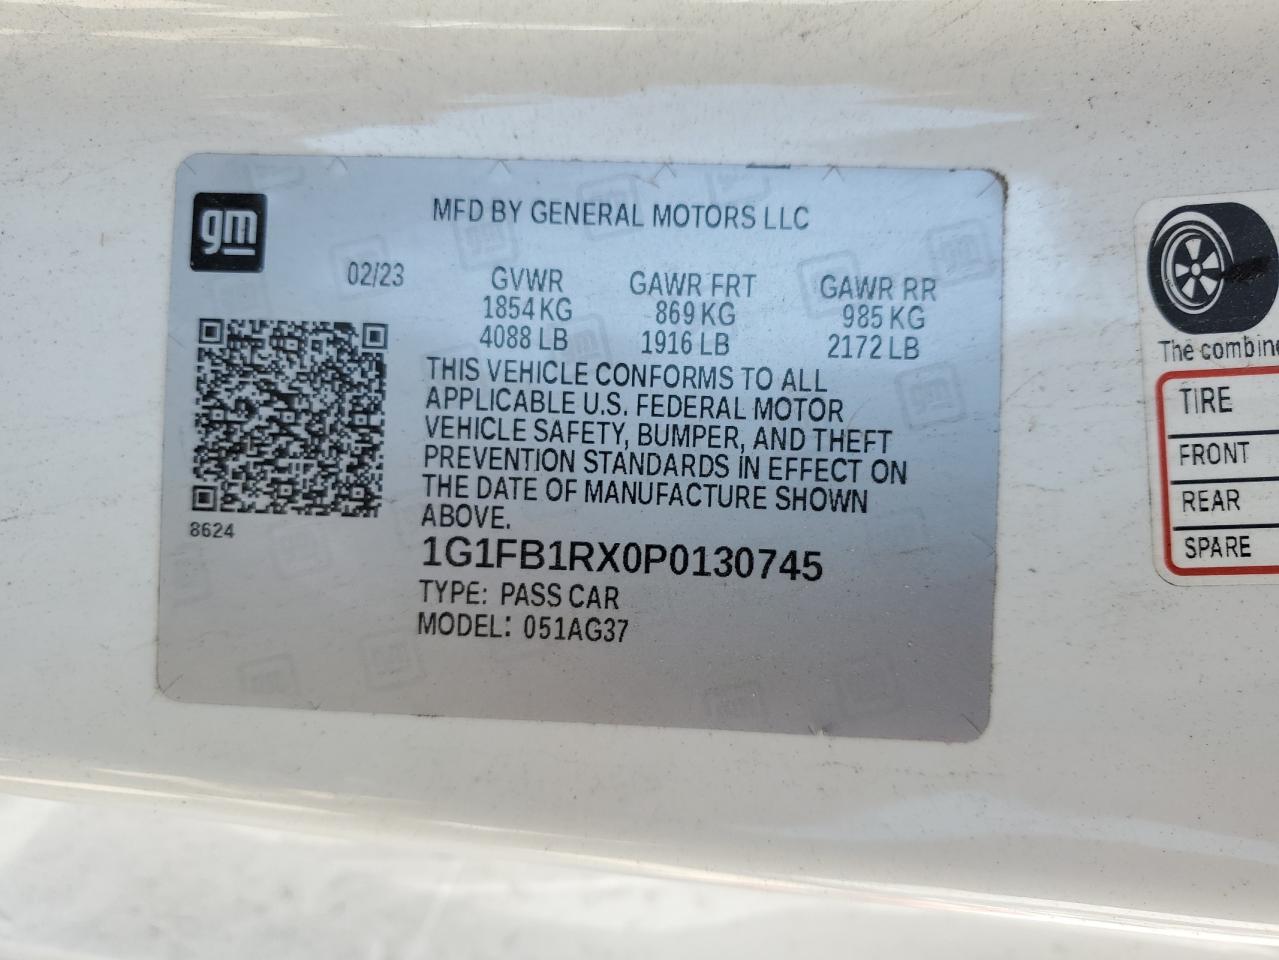 gm
MFD BY GENERAL MOTORS LLC
02/23 GVWR GAWR FRT GAWR RR
1854 KG 869 KG 985 KG
4088 LB 1916 LB 2172 LB
THIS VEHICLE CONFORMS TO ALL
APPLICABLE U.S. FEDERAL MOTOR
VEHICLE SAFETY, BUMPER, AND THEFT
PREVENTION STANDARDS IN EFFECT ON
THE DATE OF MANUFACTURE SHOWN
ABOVE.
8624
1G1FB1RX0P0130745
TYPE: PASS CAR
MODEL: 051AG37
The combine
TIRE
FRONT
REAR
SPARE